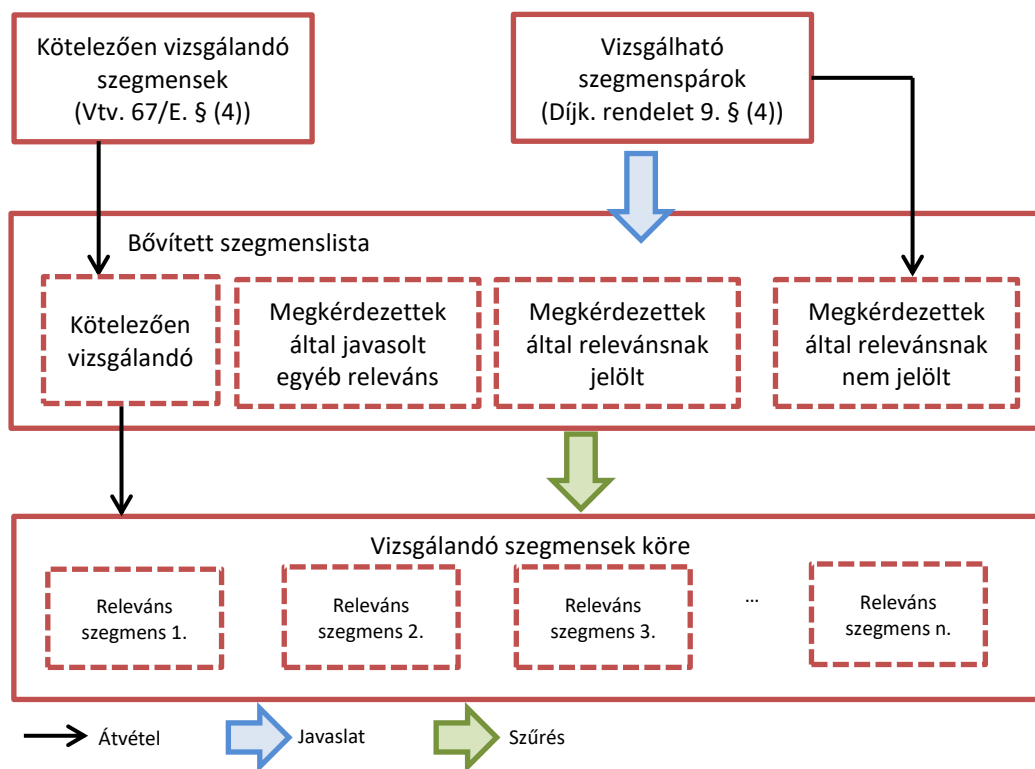 Kötelezően vizsgálandó
szegmensek
(Vtv. 67/E. § (4))
Vizsgálható
szegmenspárok
(Díjk. rendelet 9. § (4))
Bővített szegmenslista
Kötelezően
vizsgálandó
Megkérdezettek
által javasolt
egyéb releváns
Megkérdezettek
által relevánsnak
jelölt
Megkérdezettek
által relevánsnak
nem jelölt
Vizsgálandó szegmensek köre
Releváns
szegmens 1.
Releváns
szegmens 2.
Releváns
szegmens 3.
...
Releváns
szegmens n.
Átvétel
Javaslat
Szűrés